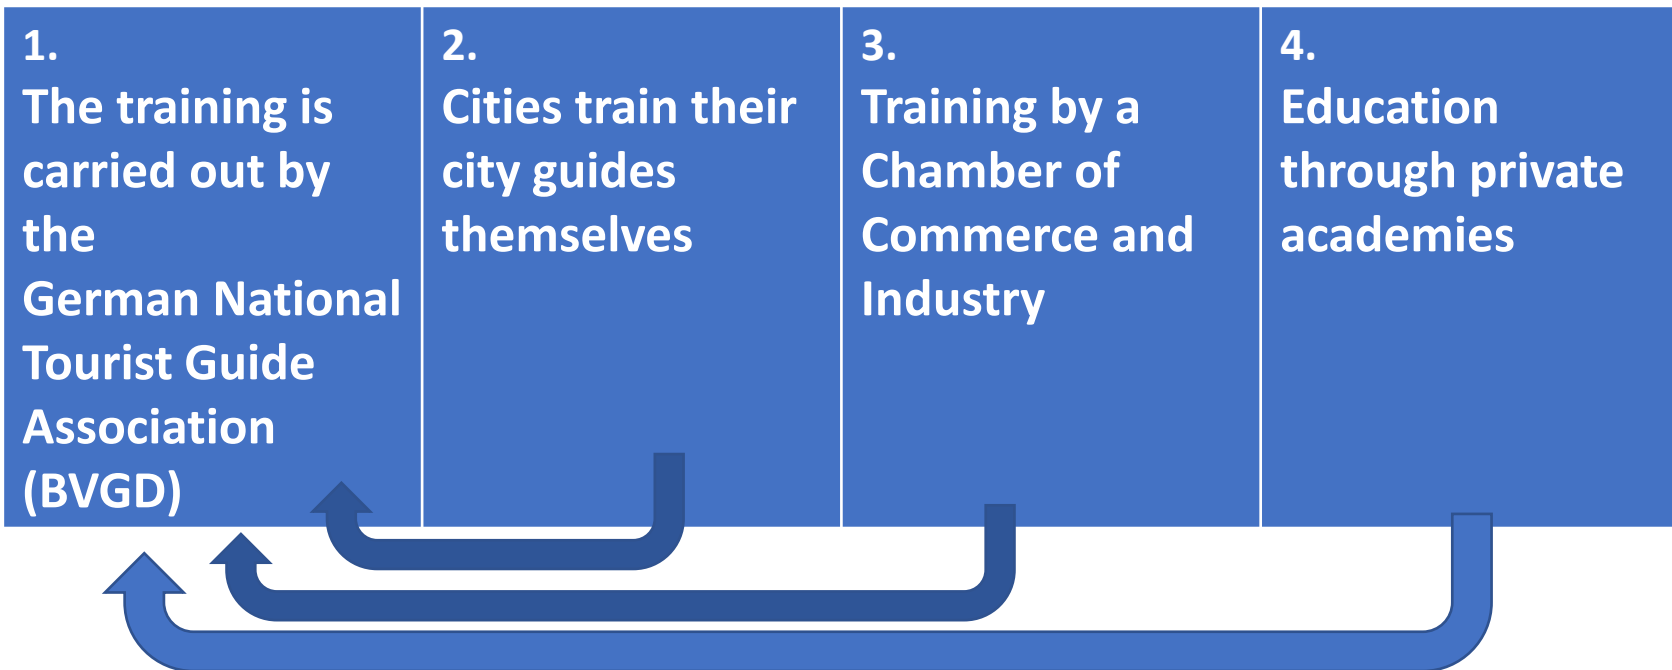 1.
The training is
carried out by
the
German National
Tourist Guide
Association
(BVGD)
2.
Cities train their
city guides
themselves
3.
Training by a
Chamber of
Commerce and
Industry
4.
Education
through private
academies